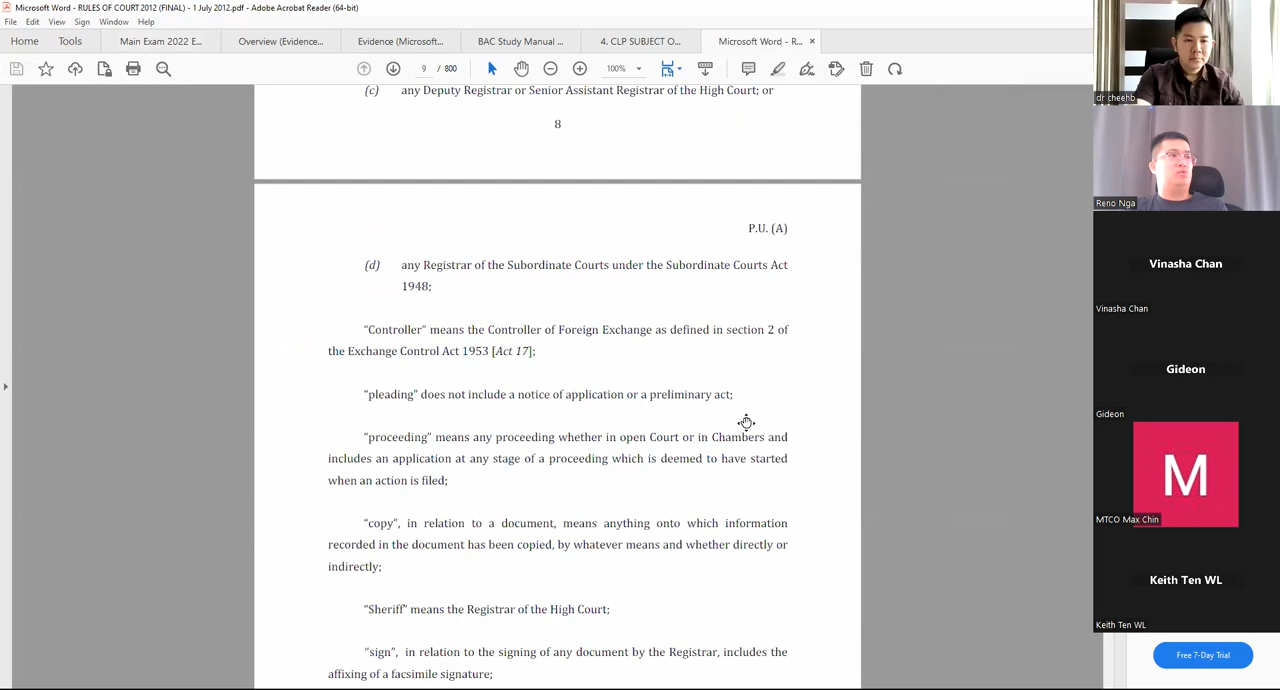 Microsoft Word - RULES OF COURT 2012 (FINAL) - 1 July 2012.pdf - Adobe Acrobat Reader (64-bit)
File Edit View Sign Window Help
Home Tools Main Exam 2022 E... Overview (Evidence... Evidence (Microsoft... BAC Study Manual ... 4. CLP SUBJECT O... Microsoft Word - R... ×
800 100%
(c) any Deputy Registrar or Senior Assistant Registrar of the High Court; or
8
P.U. (A)
(d) any Registrar of the Subordinate Courts under the Subordinate Courts Act
1948;
“Controller” means the Controller of Foreign Exchange as defined in section 2 of
the Exchange Control Act 1953 [Act 17];
“pleading” does not include a notice of application or a preliminary act;
“proceeding” means any proceeding whether in open Court or in Chambers and
includes an application at any stage of a proceeding which is deemed to have started
when an action is filed;
“copy”, in relation to a document, means anything onto which information
recorded in the document has been copied, by whatever means and whether directly or
indirectly;
“Sheriff” means the Registrar of the High Court;
“sign”, in relation to the signing of any document by the Registrar, includes the
affixing of a facsimile signature;
dr cheehb
Reno Nga
Vinasha Chan
Vinasha Chan
Gideon
Gideon
M
MTCO Max Chin
Keith Ten WL
Keith Ten WL
Free 7-Day Trial